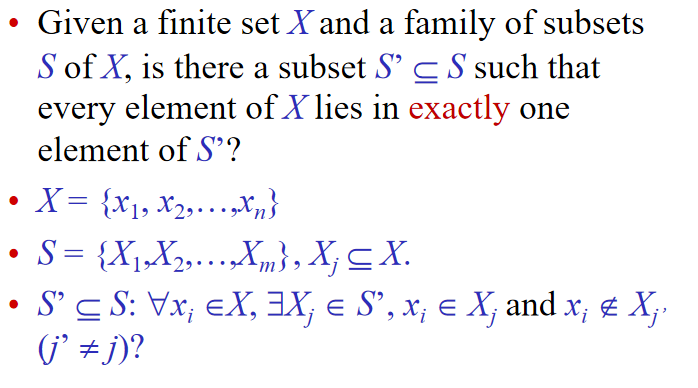 • Given a finite set X and a family of subsets
S of X, is there a subset S’ ⊆ S such that
every element of X lies in exactly one
element of S’?
• X = {x₁, x₂,…,xₙ}
• S = {X₁,X₂,…,Xₘ}, Xⱼ ⊆ X.
• S’ ⊆ S: ∀xᵢ ∈X, ∃Xⱼ ∈ S’, xᵢ ∈ Xⱼ and xᵢ ∉ Xⱼ’
(j’ ≠ j)?